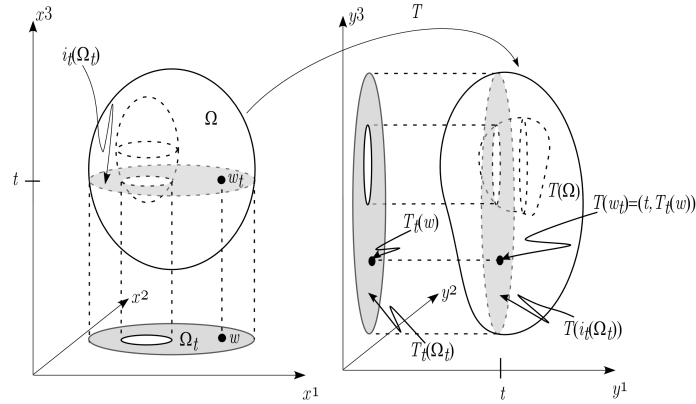 x3
y3
T
i_t(Ω_t)
Ω
t
w_t
T(Ω)
T(w_t)=(t,T_t(w))
T_t(w)
x2
y2
T(i_t(Ω_t))
Ω_t
w
T_t(Ω_t)
x1
t
y1